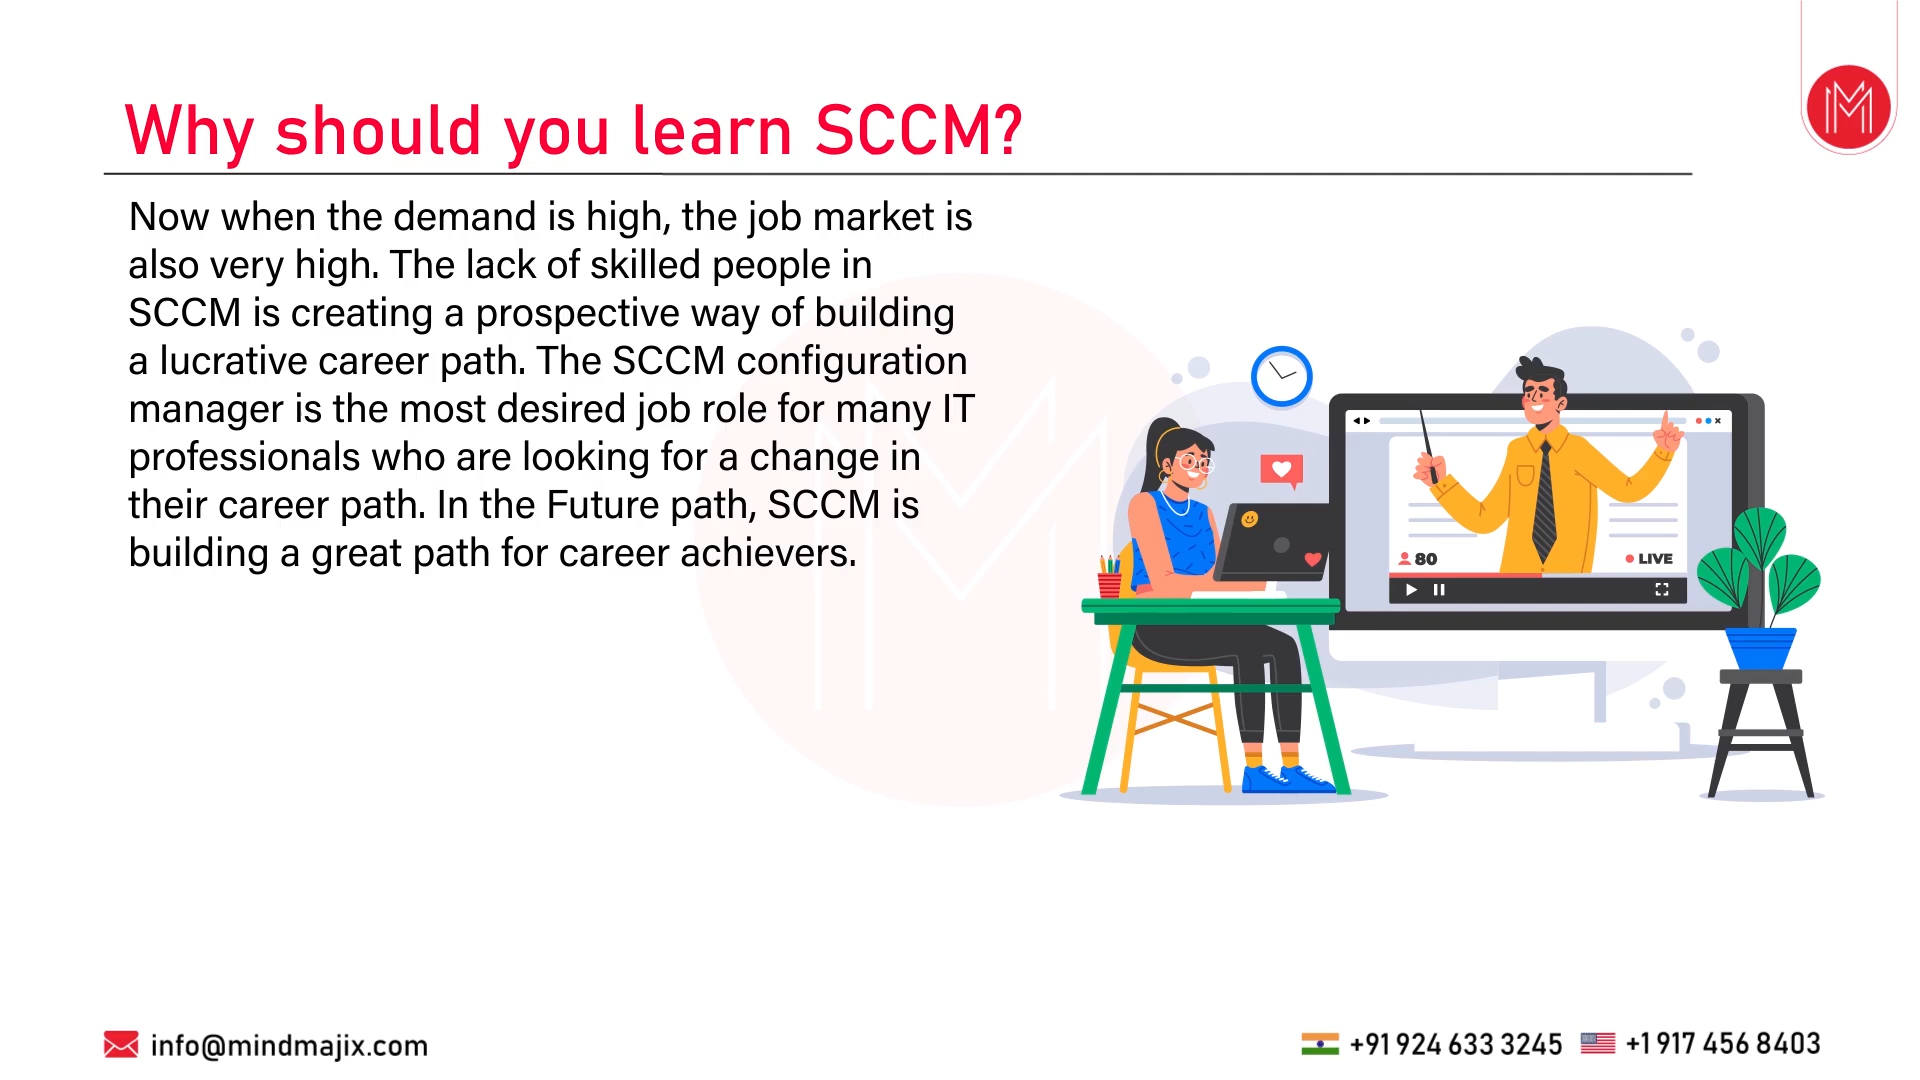 Why should you learn SCCM?
Now when the demand is high, the job market is
also very high. The lack of skilled people in
SCCM is creating a prospective way of building
a lucrative career path. The SCCM configuration
manager is the most desired job role for many IT
professionals who are looking for a change in
their career path. In the Future path, SCCM is
building a great path for career achievers.
80
LIVE
info@mindmajix.com
+91 924 633 3245
+1 917 456 8403